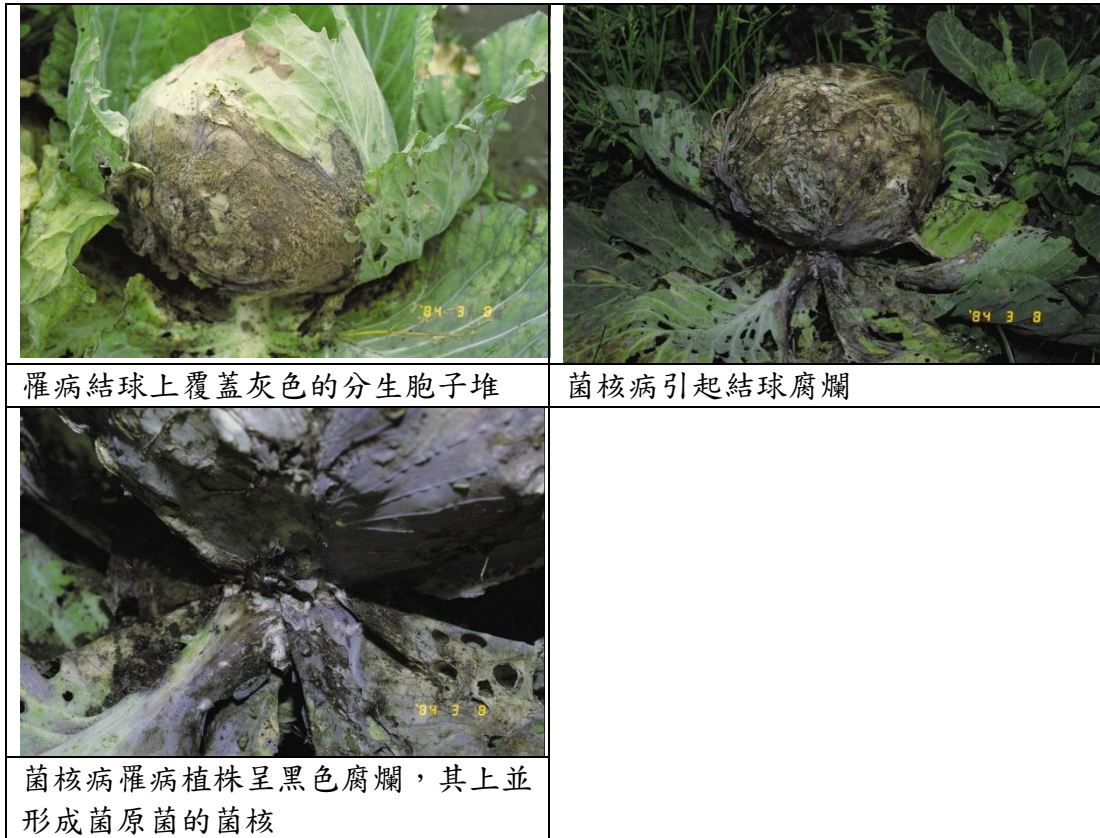 '84 3 8
'84 3 8
罹病結球上覆蓋灰色的分生胞子堆
菌核病引起結球腐爛
'84 3 8
菌核病罹病植株呈黑色腐爛，其上並
形成菌原菌的菌核